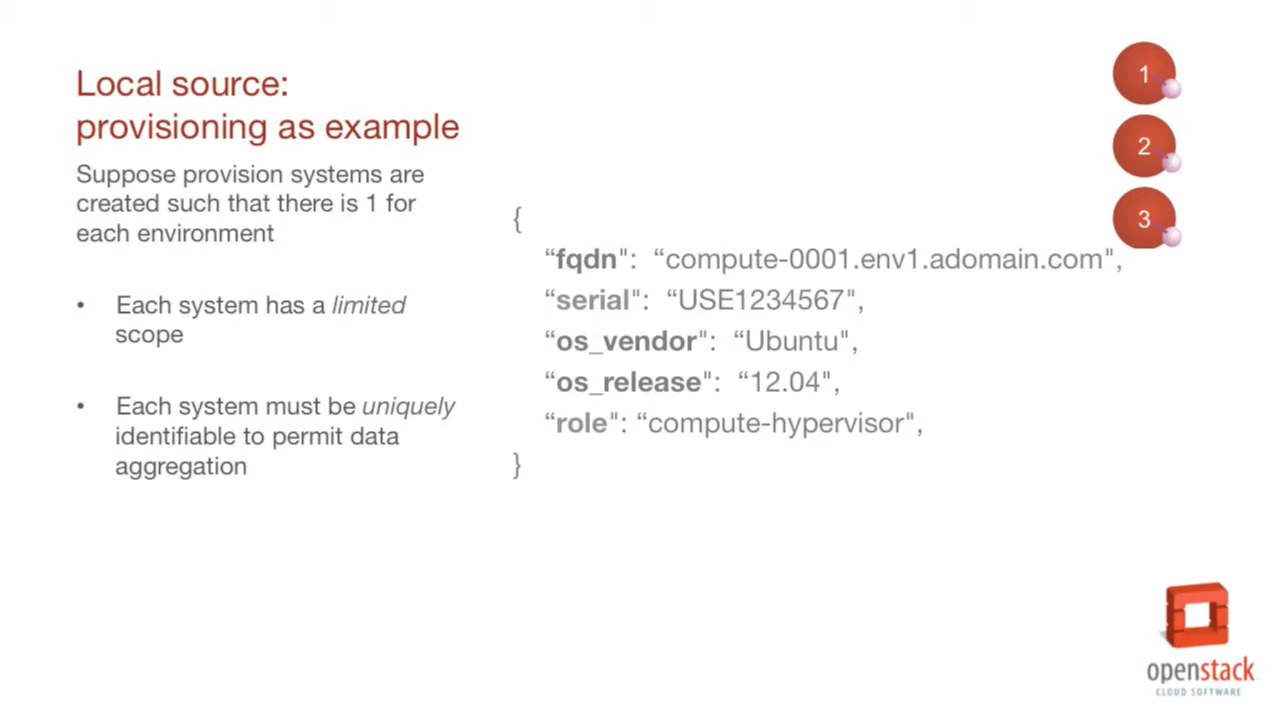 Local source:
provisioning as example
Suppose provision systems are
created such that there is 1 for
each environment
• Each system has a limited
scope
• Each system must be uniquely
identifiable to permit data
aggregation
{
“fqdn": “compute-0001.env1.adomain.com",
“serial": “USE1234567",
“os_vendor": “Ubuntu",
“os_release": “12.04",
“role": “compute-hypervisor",
}
1
2
3
openstack
CLOUD SOFTWARE